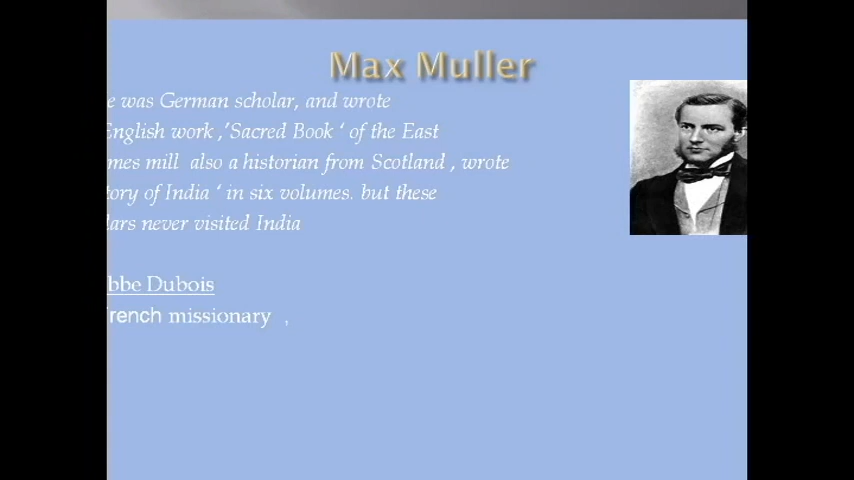 Max Muller
e was German scholar, and wrote
English work ,’Sacred Book ‘ of the East
mes mill also a historian from Scotland , wrote
tory of India ‘ in six volumes. but these
lars never visited India
bbe Dubois
French missionary ,